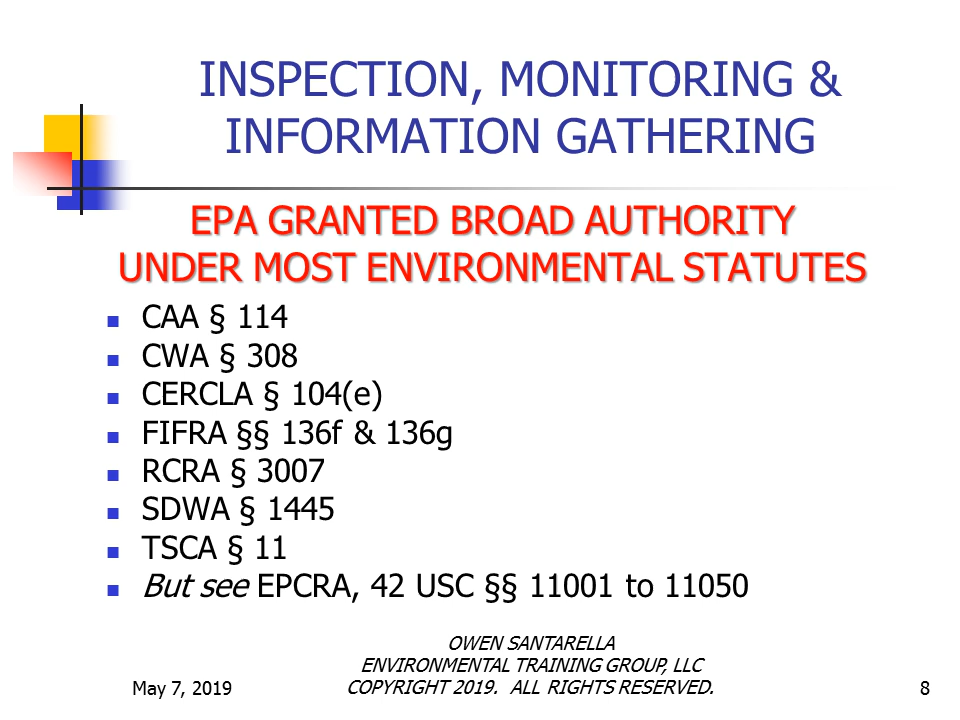 INSPECTION, MONITORING &
INFORMATION GATHERING
EPA GRANTED BROAD AUTHORITY
UNDER MOST ENVIRONMENTAL STATUTES
CAA § 114
CWA § 308
CERCLA § 104(e)
FIFRA §§ 136f & 136g
RCRA § 3007
SDWA § 1445
TSCA § 11
But see EPCRA, 42 USC §§ 11001 to 11050
OWEN SANTARELLA
ENVIRONMENTAL TRAINING GROUP, LLC
May 7, 2019 COPYRIGHT 2019. ALL RIGHTS RESERVED. 8